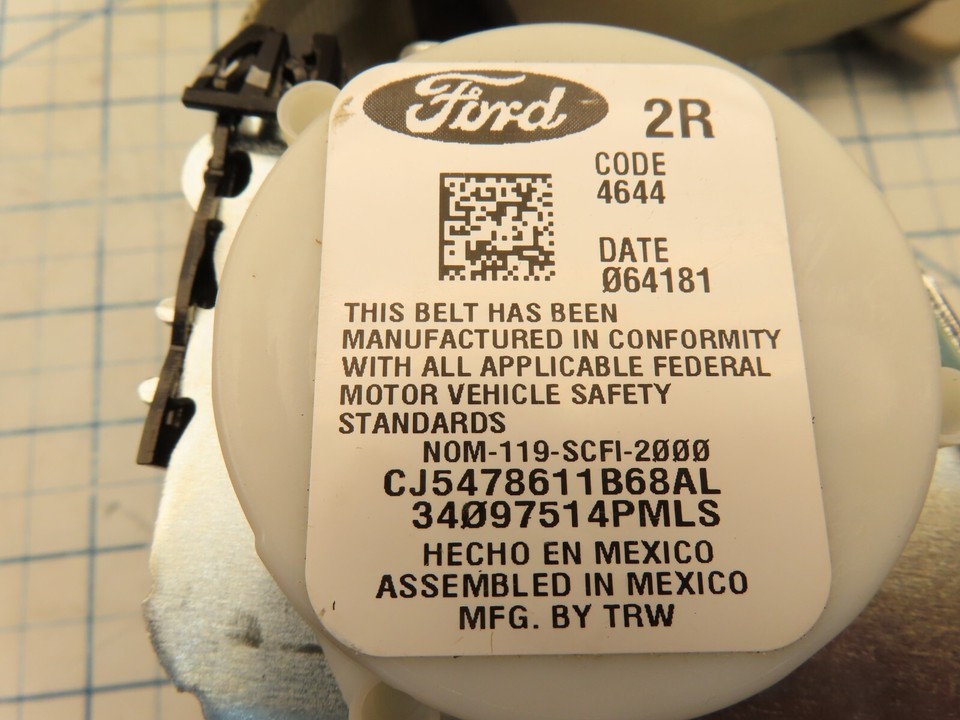 Ford
2R
CODE
4644
DATE
Ø64181
THIS BELT HAS BEEN
MANUFACTURED IN CONFORMITY
WITH ALL APPLICABLE FEDERAL
MOTOR VEHICLE SAFETY
STANDARDS
NOM-119-SCFI-2ØØØ
CJ5478611B68AL
34Ø97514PMLS
HECHO EN MEXICO
ASSEMBLED IN MEXICO
MFG. BY TRW